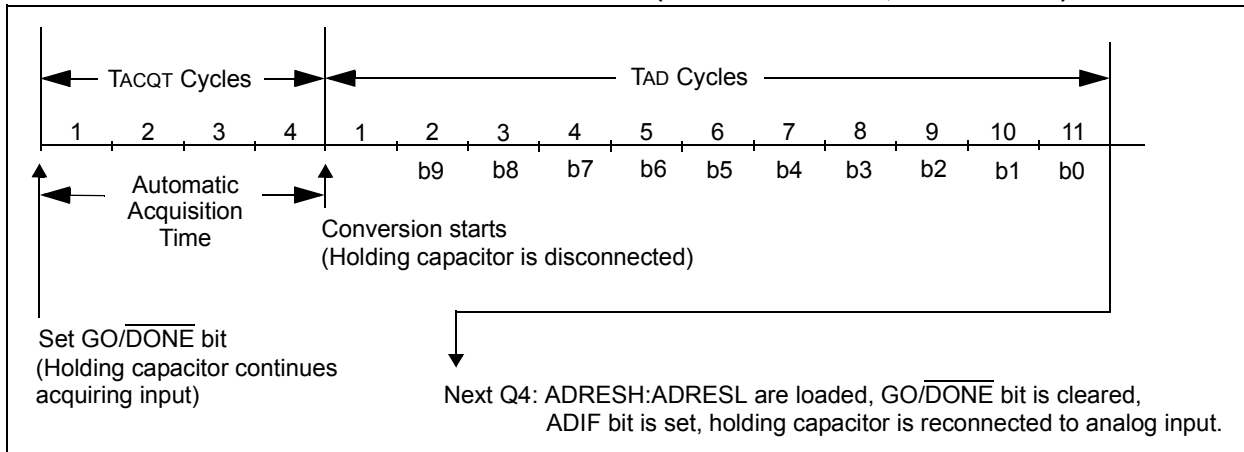 TACQT Cycles
TAD Cycles
1 2 3 4 1 2 3 4 5 6 7 8 9 10 11
b9 b8 b7 b6 b5 b4 b3 b2 b1 b0
Automatic
Acquisition
Time
Conversion starts
(Holding capacitor is disconnected)
Set GO/DONE bit
(Holding capacitor continues
acquiring input)
Next Q4: ADRESH:ADRESL are loaded, GO/DONE bit is cleared,
ADIF bit is set, holding capacitor is reconnected to analog input.